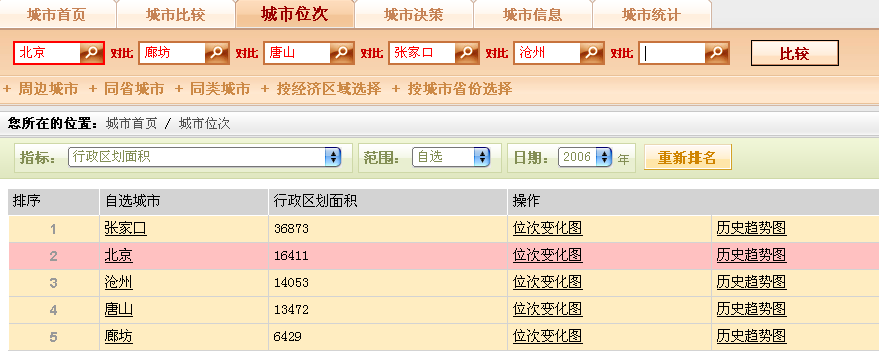 城市首页 城市比较 城市位次 城市决策 城市信息 城市统计
北京 对比 廊坊 对比 唐山 对比 张家口 对比 沧州 对比 比较
+ 周边城市 + 同省城市 + 同类城市 + 按经济区域选择 + 按城市省份选择
您所在的位置: 城市首页 / 城市位次
指标: 行政区划面积 范围: 自选 日期: 2006 年 重新排名
排序 自选城市 行政区划面积 操作
1 张家口 36873 位次变化图 历史趋势图
2 北京 16411 位次变化图 历史趋势图
3 沧州 14053 位次变化图 历史趋势图
4 唐山 13472 位次变化图 历史趋势图
5 廊坊 6429 位次变化图 历史趋势图